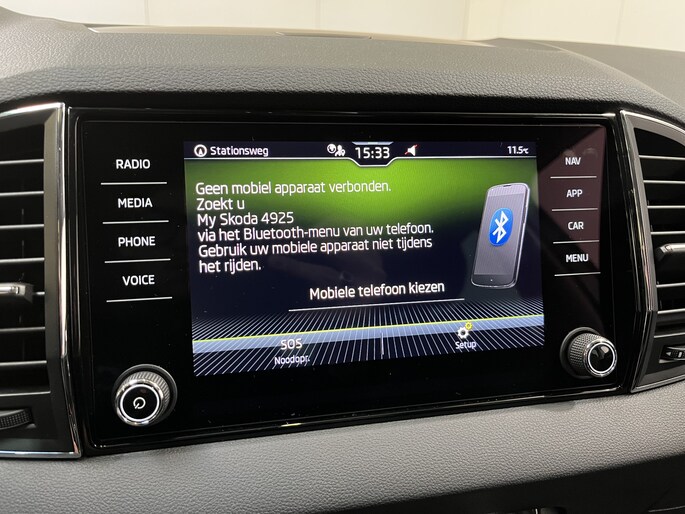 Stationsweg
15:33
11.5°C
RADIO
MEDIA
PHONE
VOICE
Geen mobiel apparaat verbonden.
Zoekt u
My Skoda 4925
via het Bluetooth-menu van uw telefoon.
Gebruik uw mobiele apparaat niet tijdens
het rijden.
Mobiele telefoon kiezen
SOS
Noodopr.
Setup
NAV
APP
CAR
MENU